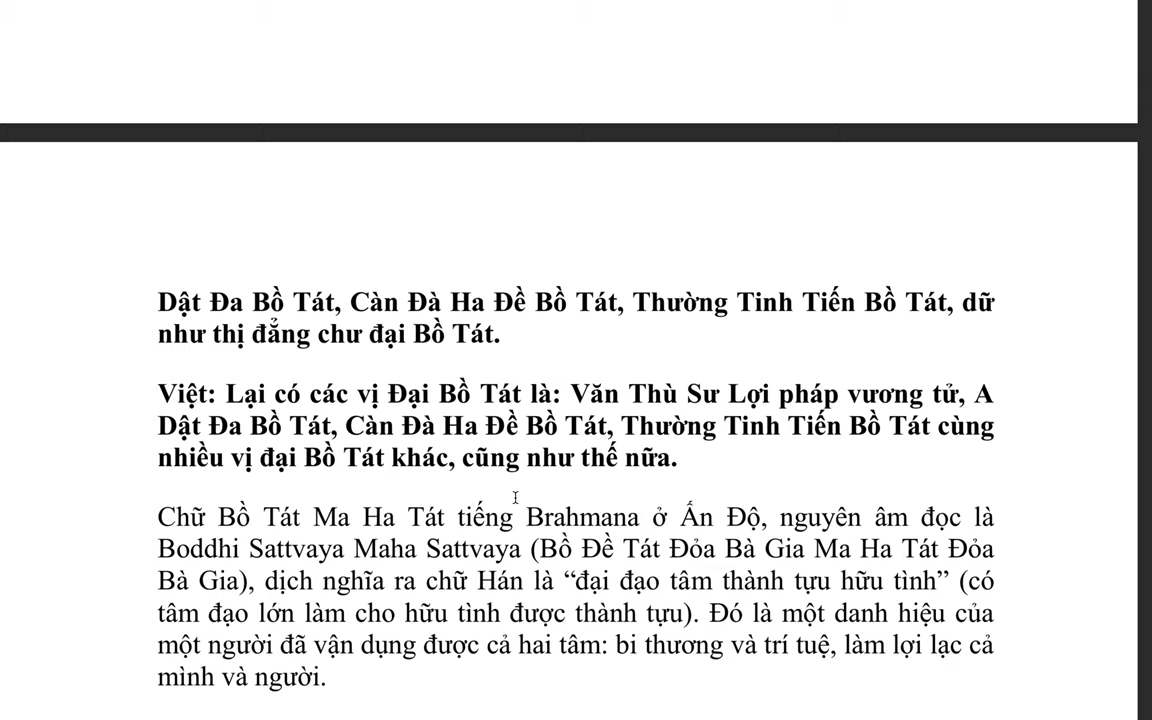 Dật Đa Bồ Tát, Càn Đà Ha Đề Bồ Tát, Thường Tinh Tiến Bồ Tát, dữ
như thị đẳng chư đại Bồ Tát.
Việt: Lại có các vị Đại Bồ Tát là: Văn Thù Sư Lợi pháp vương tử, A
Dật Đa Bồ Tát, Càn Đà Ha Đề Bồ Tát, Thường Tinh Tiến Bồ Tát cùng
nhiều vị đại Bồ Tát khác, cũng như thế nữa.
Chữ Bồ Tát Ma Ha Tát tiếng Brahmana ở Ấn Độ, nguyên âm đọc là
Boddhi Sattvaya Maha Sattvaya (Bồ Đề Tát Đỏa Bà Gia Ma Ha Tát Đỏa
Bà Gia), dịch nghĩa ra chữ Hán là “đại đạo tâm thành tựu hữu tình” (có
tâm đạo lớn làm cho hữu tình được thành tựu). Đó là một danh hiệu của
một người đã vận dụng được cả hai tâm: bi thương và trí tuệ, làm lợi lạc cả
mình và người.